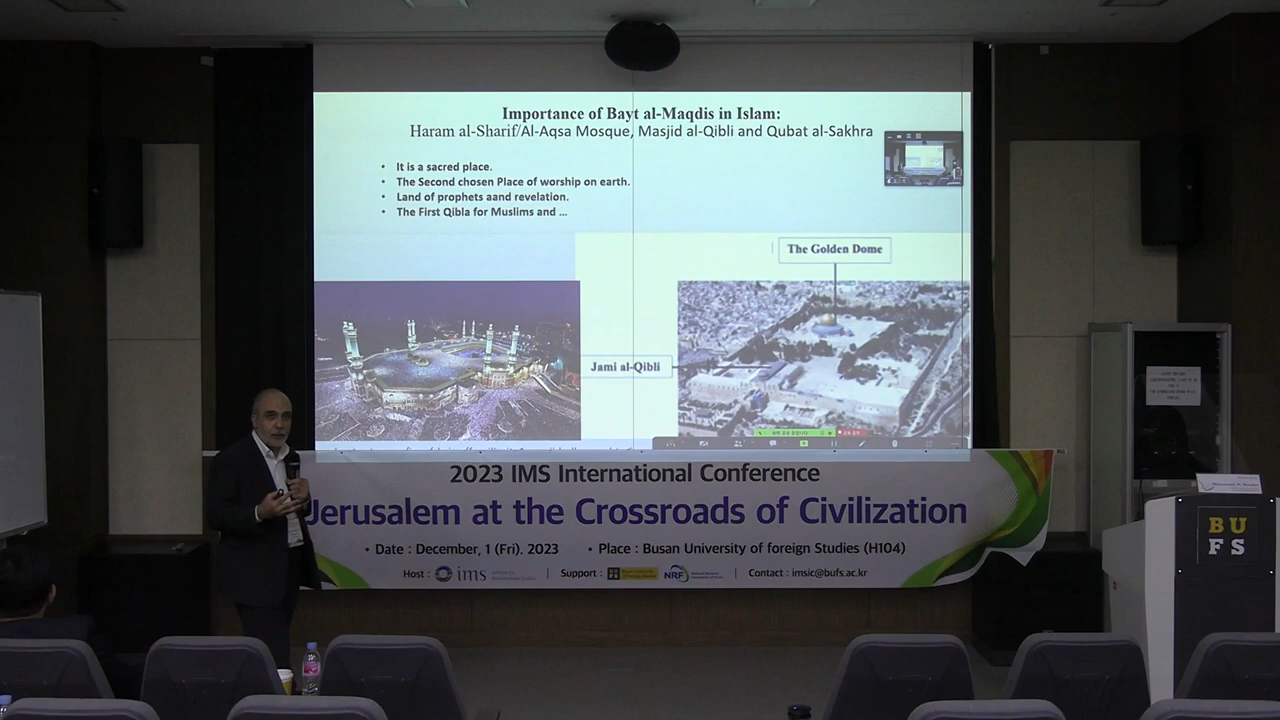 Importance of Bayt al-Maqdis in Islam:
Haram al-Sharif/Al-Aqsa Mosque, Masjid al-Qibli and Qubat al-Sakhra
• It is a sacred place.
• The Second chosen Place of worship on earth.
• Land of prophets aand revelation.
• The First Qibla for Muslims and ...
The Golden Dome
Jami al-Qibli
2023 IMS International Conference
Jerusalem at the Crossroads of Civilization
• Date : December, 1 (Fri). 2023 • Place : Busan University of foreign Studies (H104)
Host : ims | Support : NRF | Contact : imsic@bufs.ac.kr
BU
FS